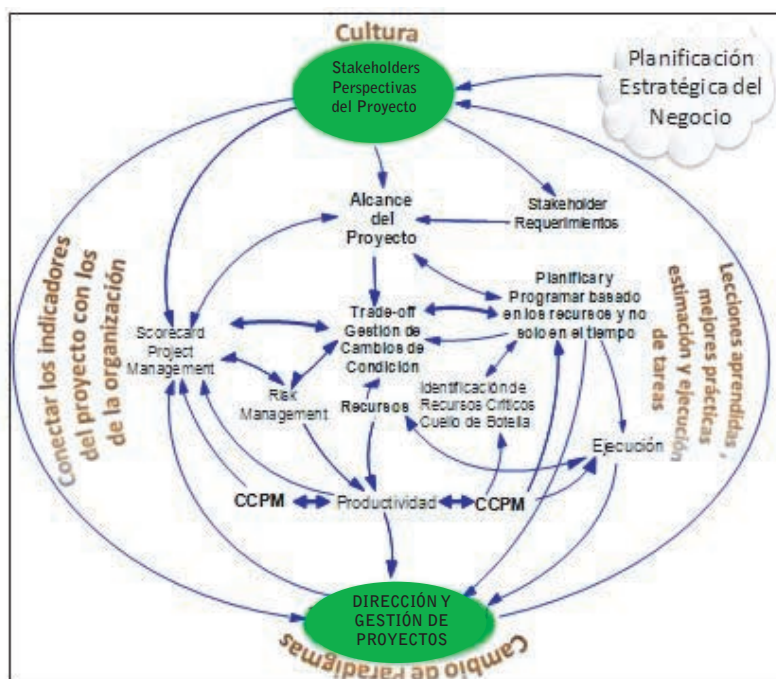 Cultura
Stakeholders
Perspectivas
del Proyecto
Planificación
Estratégica del
Negocio
Alcance
del
Proyecto
Stakeholder
Requerimientos
Conectar los indicadores
del proyecto con los
de la organización
Scorecard
Project
Management
Trade-off
Gestión de
Cambios de
Condición
Planificar y
Programar basado
en los recursos y no
solo en el tiempo
Lecciones aprendidas,
mejores prácticas
estimación y ejecución
de tareas
Risk
Management
Recursos
Identificación de
Recursos Críticos
Cuello de Botella
Ejecución
CCPM
Productividad
CCPM
DIRECCIÓN Y
GESTIÓN DE
PROYECTOS
Cambio de Paradigmas